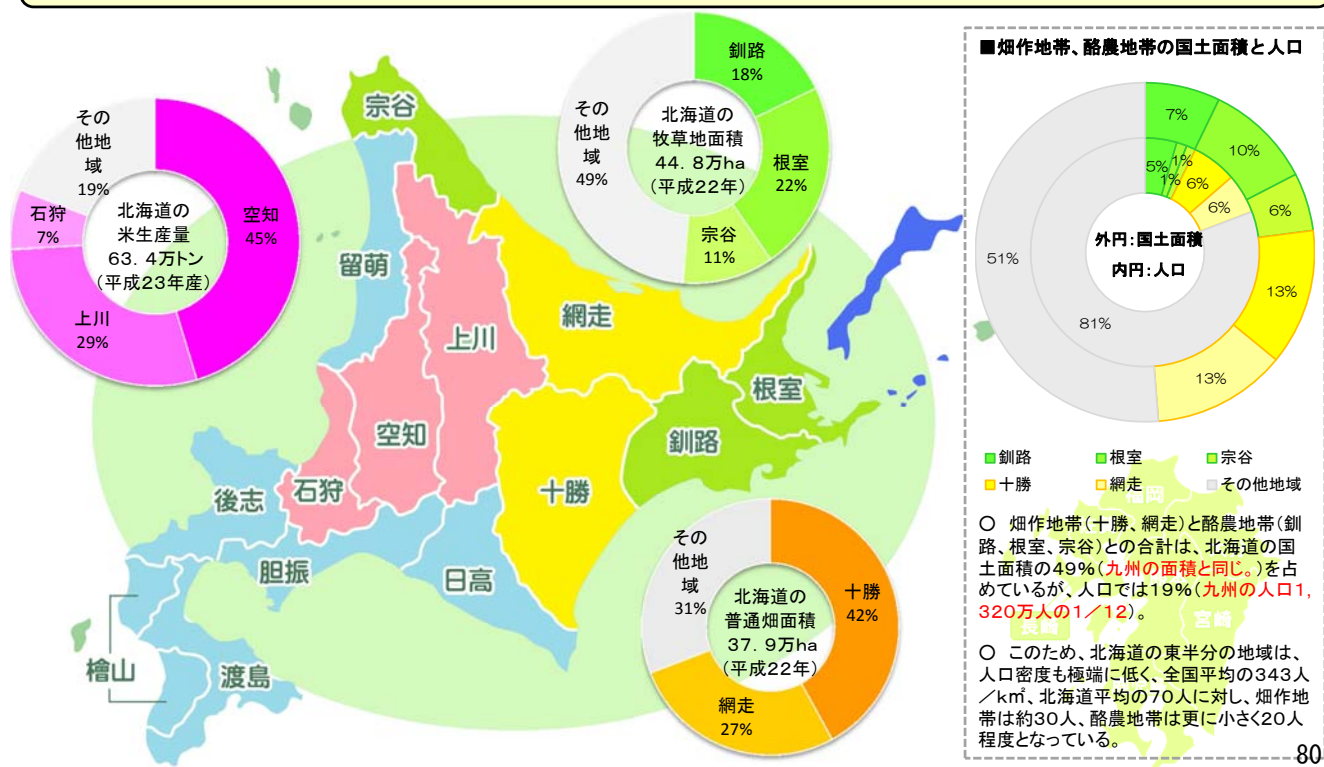 その
他地
域
19%
石狩
7%
上川
29%
空知
45%
北海道の
米生産量
63.4万トン
(平成23年産)
その
他地
域
49%
釧路
18%
根室
22%
宗谷
11%
北海道の
牧草地面積
44.8万ha
(平成22年)
宗谷
留萌
上川
網走
空知
石狩
十勝
釧路
根室
後志
胆振
日高
檜山
渡島
その
他地
域
31%
十勝
42%
網走
27%
北海道の
普通畑面積
37.9万ha
(平成22年)
■畑作地帯、酪農地帯の国土面積と人口
7%
10%
6%
13%
13%
51%
5%
1%
1%
6%
6%
81%
外円:国土面積
内円:人口
釧路 根室 宗谷
十勝 網走 その他地域
福岡
長崎
宮崎
○ 畑作地帯(十勝、網走)と酪農地帯(釧
路、根室、宗谷)との合計は、北海道の国
土面積の49%(九州の面積と同じ。)を占
めているが、人口では19%(九州の人口1,
320万人の1/12)。
○ このため、北海道の東半分の地域は、
人口密度も極端に低く、全国平均の343人
/k㎡、北海道平均の70人に対し、畑作地
帯は約30人、酪農地帯は更に小さく20人
程度となっている。
80